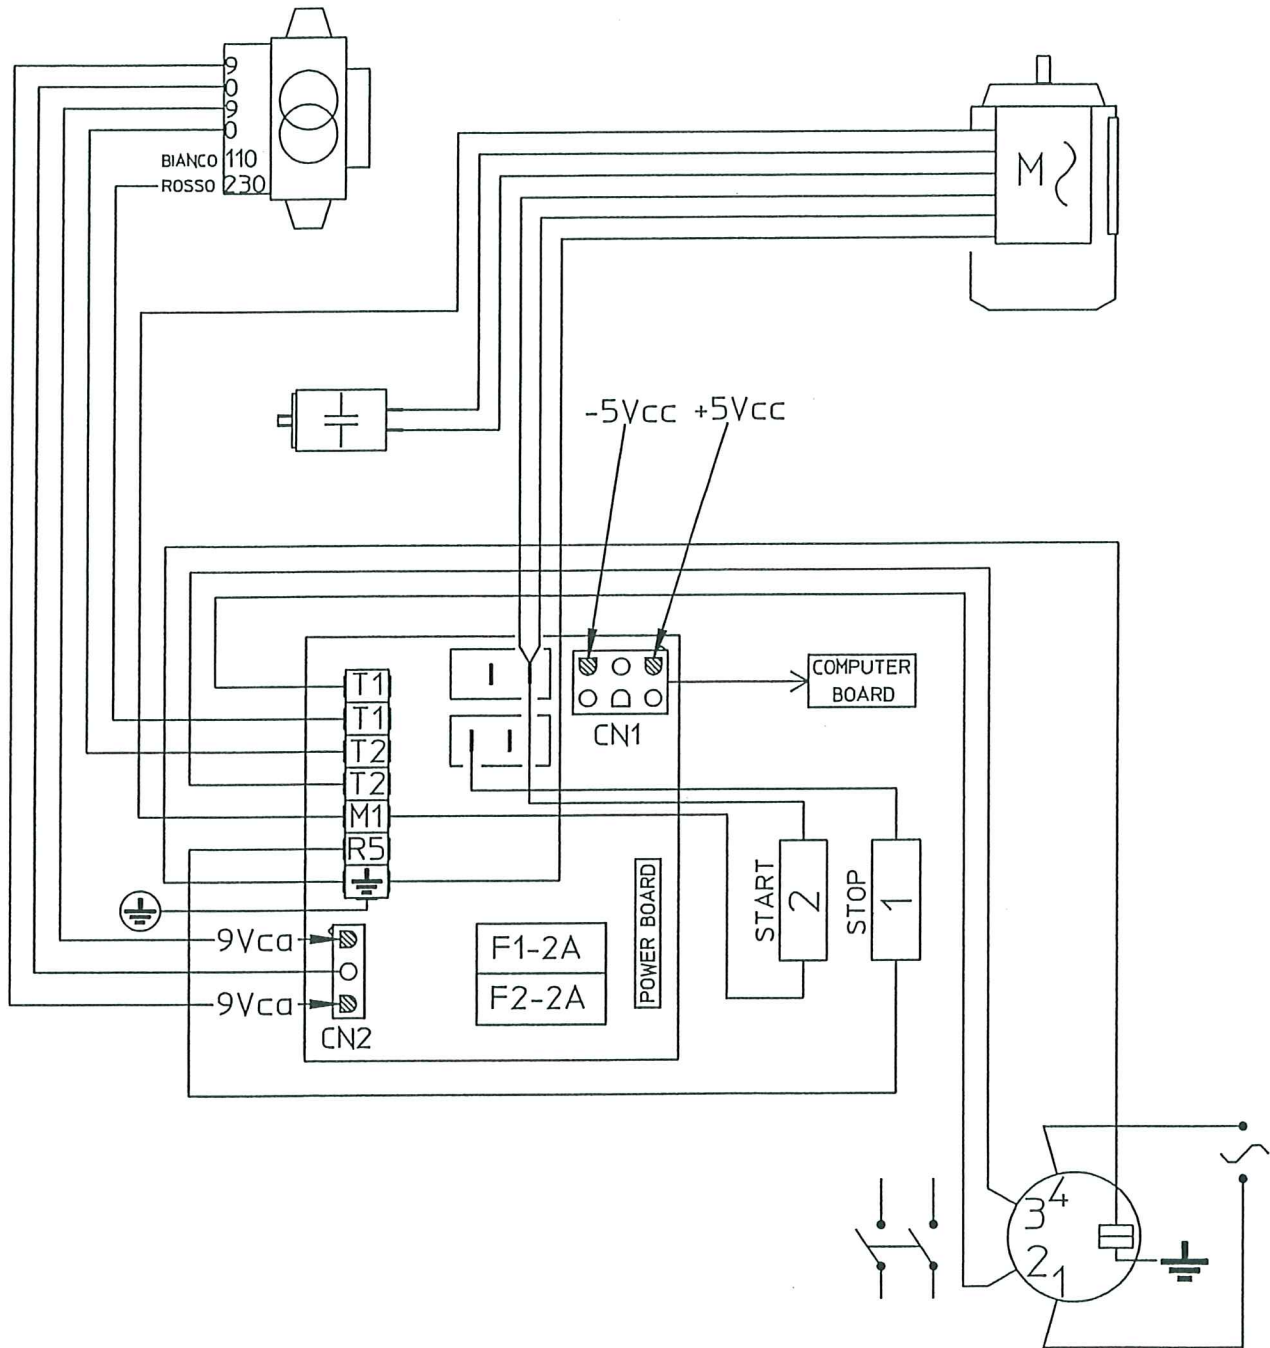 9
0
9
0
BIANCO 110
ROSSO 230
M
-5Vcc +5Vcc
T1
T1
T2
T2
M1
R5
CN1
COMPUTER
BOARD
START
2
STOP
1
POWER BOARD
9Vca
9Vca
CN2
F1-2A
F2-2A
4
3
2
1